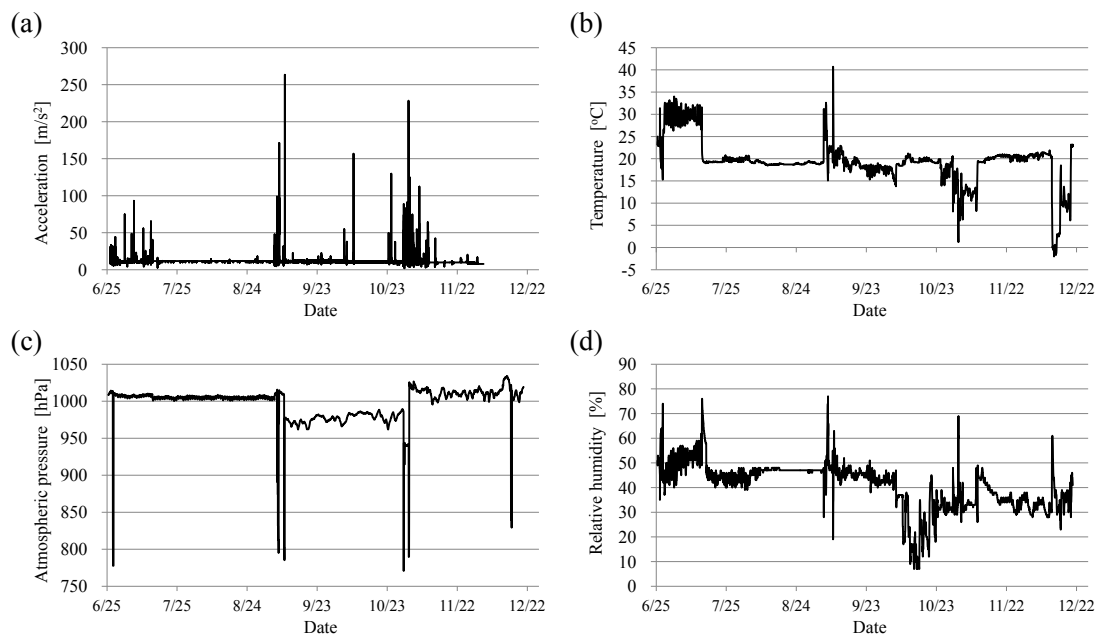 (a)
300
250
200
150
100
50
0
Acceleration [m/s²]
6/25 7/25 8/24 9/23 10/23 11/22 12/22
Date
(b)
45
40
35
30
25
20
15
10
5
0
-5
Temperature [°C]
6/25 7/25 8/24 9/23 10/23 11/22 12/22
Date
(c)
1050
1000
950
900
850
800
750
Atmospheric pressure [hPa]
6/25 7/25 8/24 9/23 10/23 11/22 12/22
Date
(d)
90
80
70
60
50
40
30
20
10
0
Relative humidity [%]
6/25 7/25 8/24 9/23 10/23 11/22 12/22
Date